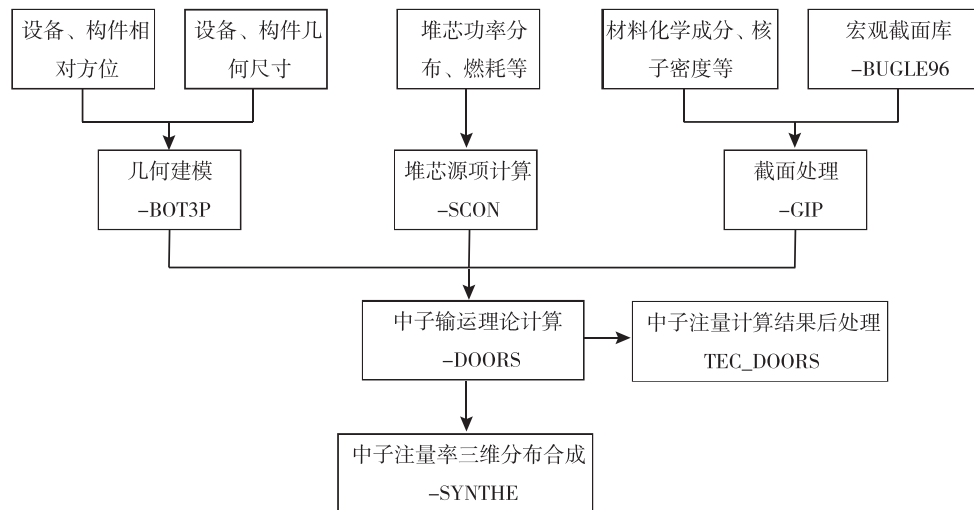 设备、构件相
对方位
设备、构件几
何尺寸
堆芯功率分
布、燃耗等
材料化学成分、核
子密度等
宏观截面库
–BUGLE96
几何建模
–BOT3P
堆芯源项计算
–SCON
截面处理
–GIP
中子输运理论计算
–DOORS
中子注量计算结果后处理
TEC_DOORS
中子注量率三维分布合成
–SYNTHE